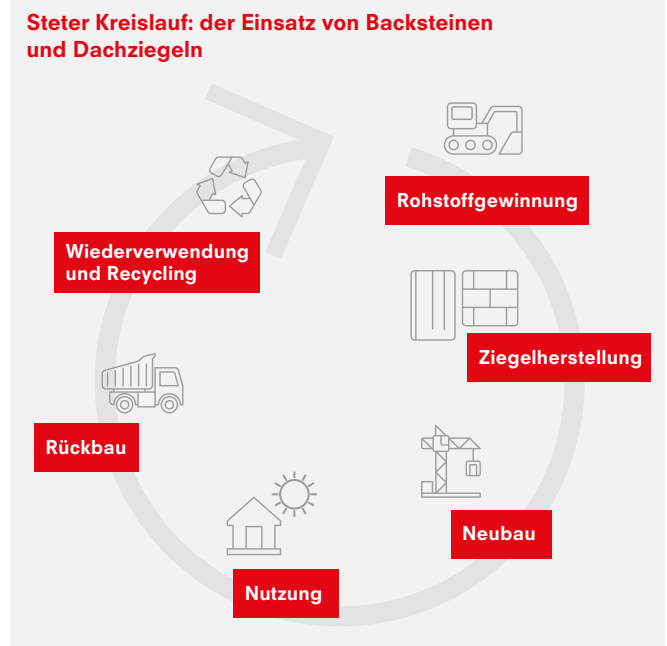 Steter Kreislauf: der Einsatz von Backsteinen
und Dachziegeln
Rohstoffgewinnung
Ziegelherstellung
Neubau
Nutzung
Rückbau
Wiederverwendung
und Recycling